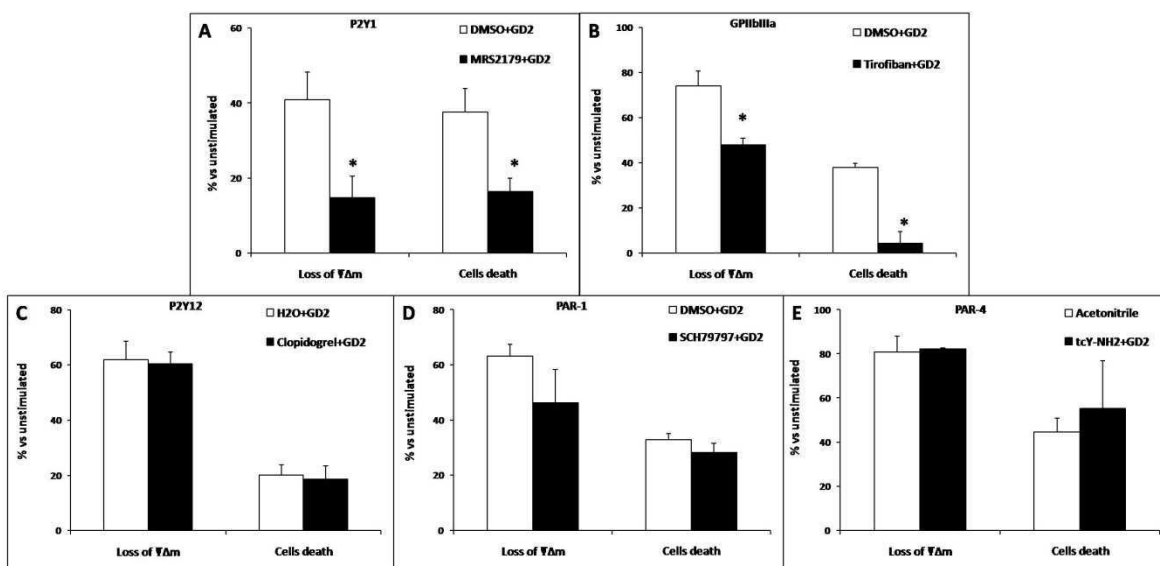 A
P2Y1
DMSO+GD2
MRS2179+GD2
% vs unstimulated
60
40
20
0
*
*
Loss of ΨΔm
Cells death
B
GPIIbIIIa
DMSO+GD2
Tirofiban+GD2
% vs unstimulated
100
80
60
40
20
0
*
*
Loss of ΨΔm
Cells death
C
P2Y12
H2O+GD2
Clopidogrel+GD2
% vs unstimulated
80
60
40
20
0
Loss of ΨΔm
Cells death
D
PAR-1
DMSO+GD2
SCH79797+GD2
% vs unstimulated
80
60
40
20
0
Loss of ΨΔm
Cells death
E
PAR-4
Acetonitrile
tcY-NH2+GD2
% vs unstimulated
100
80
60
40
20
0
Loss of ΨΔm
Cells death